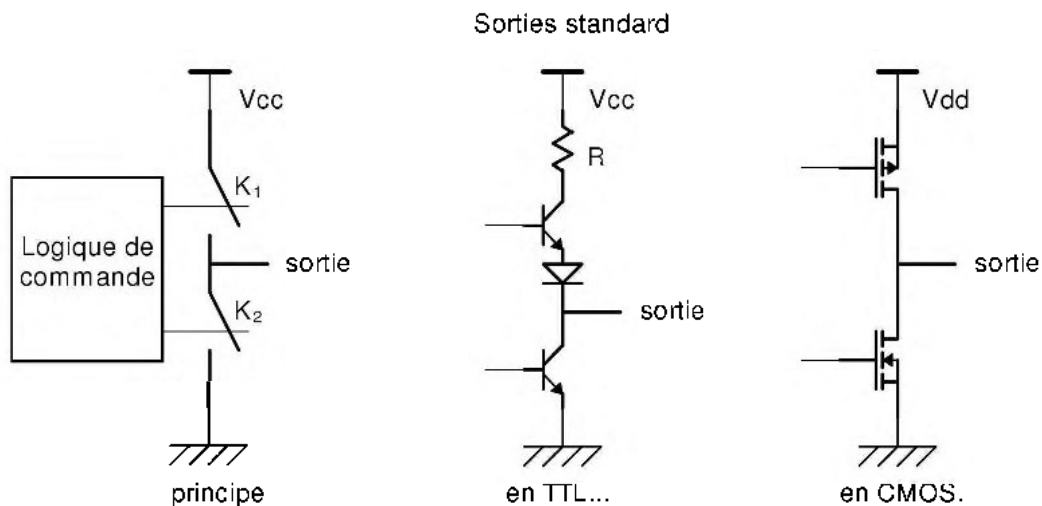 Sorties standard
Vcc
Vcc
Vdd
R
K1
Logique de
commande
sortie
sortie
K2
sortie
principe
en TTL...
en CMOS.